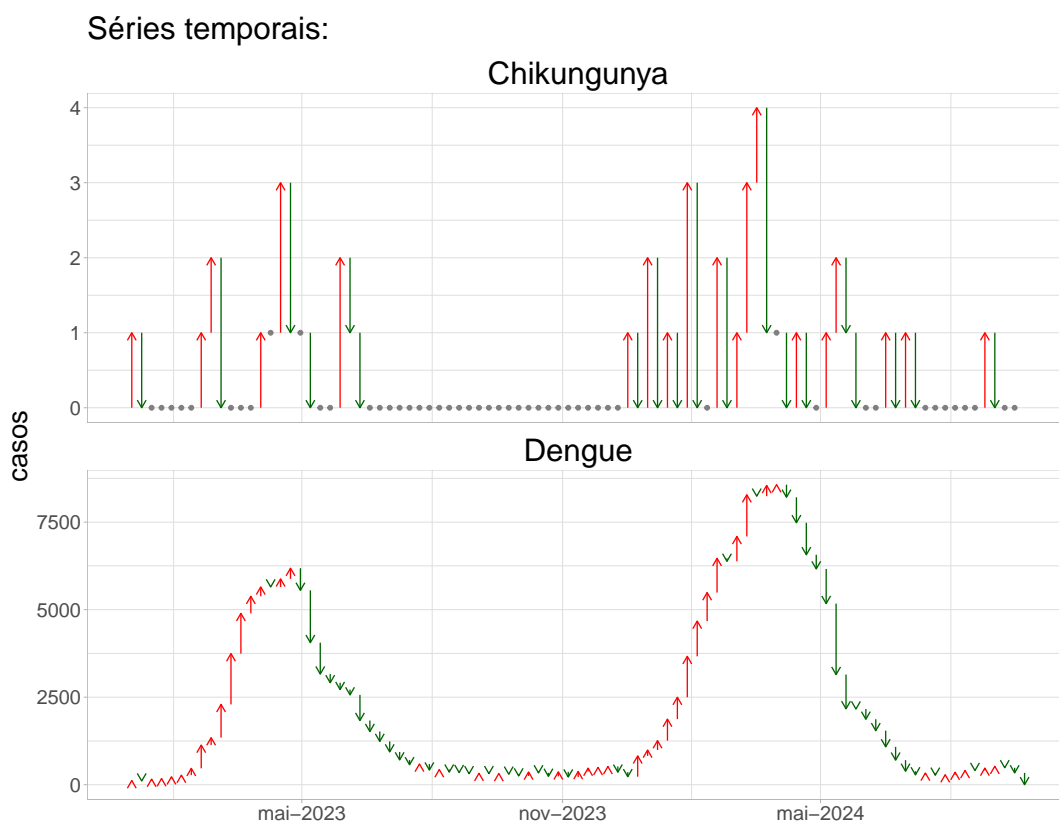 Séries temporais:
Chikungunya
4
3
2
1
0
casos
Dengue
7500
5000
2500
0
mai−2023 nov−2023 mai−2024